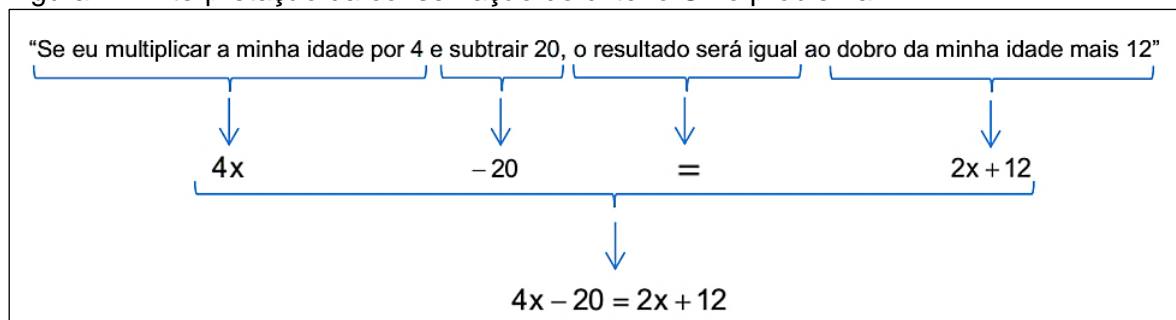 “Se eu multiplicar a minha idade por 4 e subtrair 20, o resultado será igual ao dobro da minha idade mais 12”
4x – 20 = 2x + 12
4x – 20 = 2x + 12